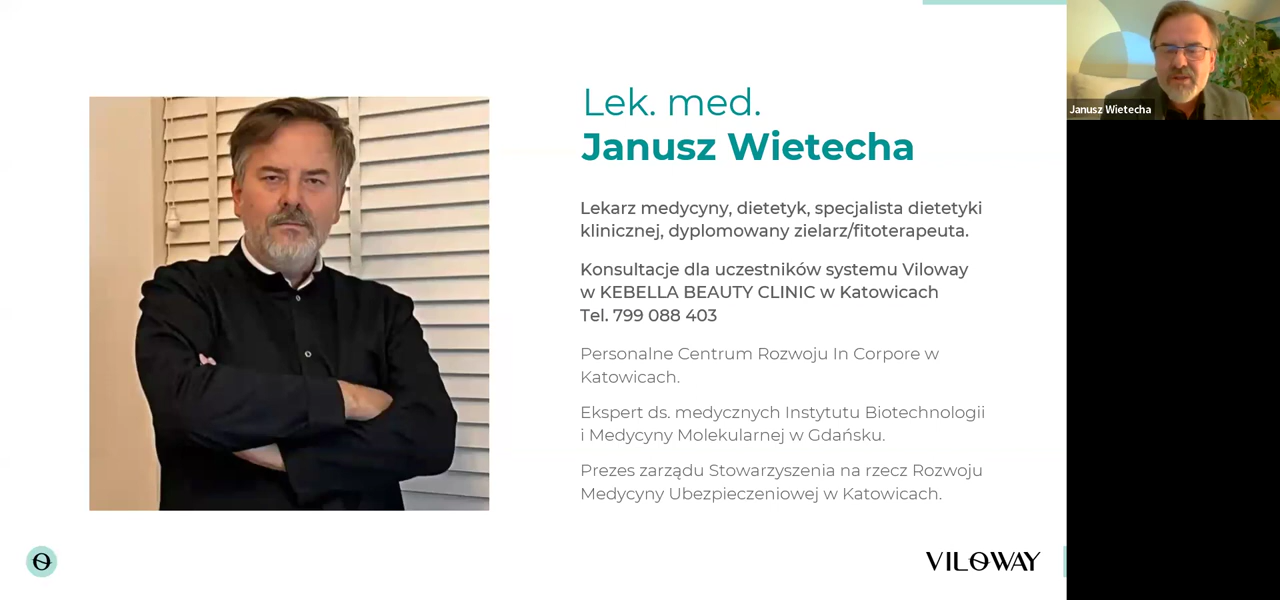 Lek. med.
Janusz Wietecha
Lekarz medycyny, dietetyk, specjalista dietetyki
klinicznej, dyplomowany zielarz/fitoterapeuta.
Konsultacje dla uczestników systemu Viloway
w KEBELLA BEAUTY CLINIC w Katowicach
Tel. 799 088 403
Personalne Centrum Rozwoju In Corpore w
Katowicach.
Ekspert ds. medycznych Instytutu Biotechnologii
i Medycyny Molekularnej w Gdańsku.
Prezes zarządu Stowarzyszenia na rzecz Rozwoju
Medycyny Ubezpieczeniowej w Katowicach.
VILOWAY
Janusz Wietecha